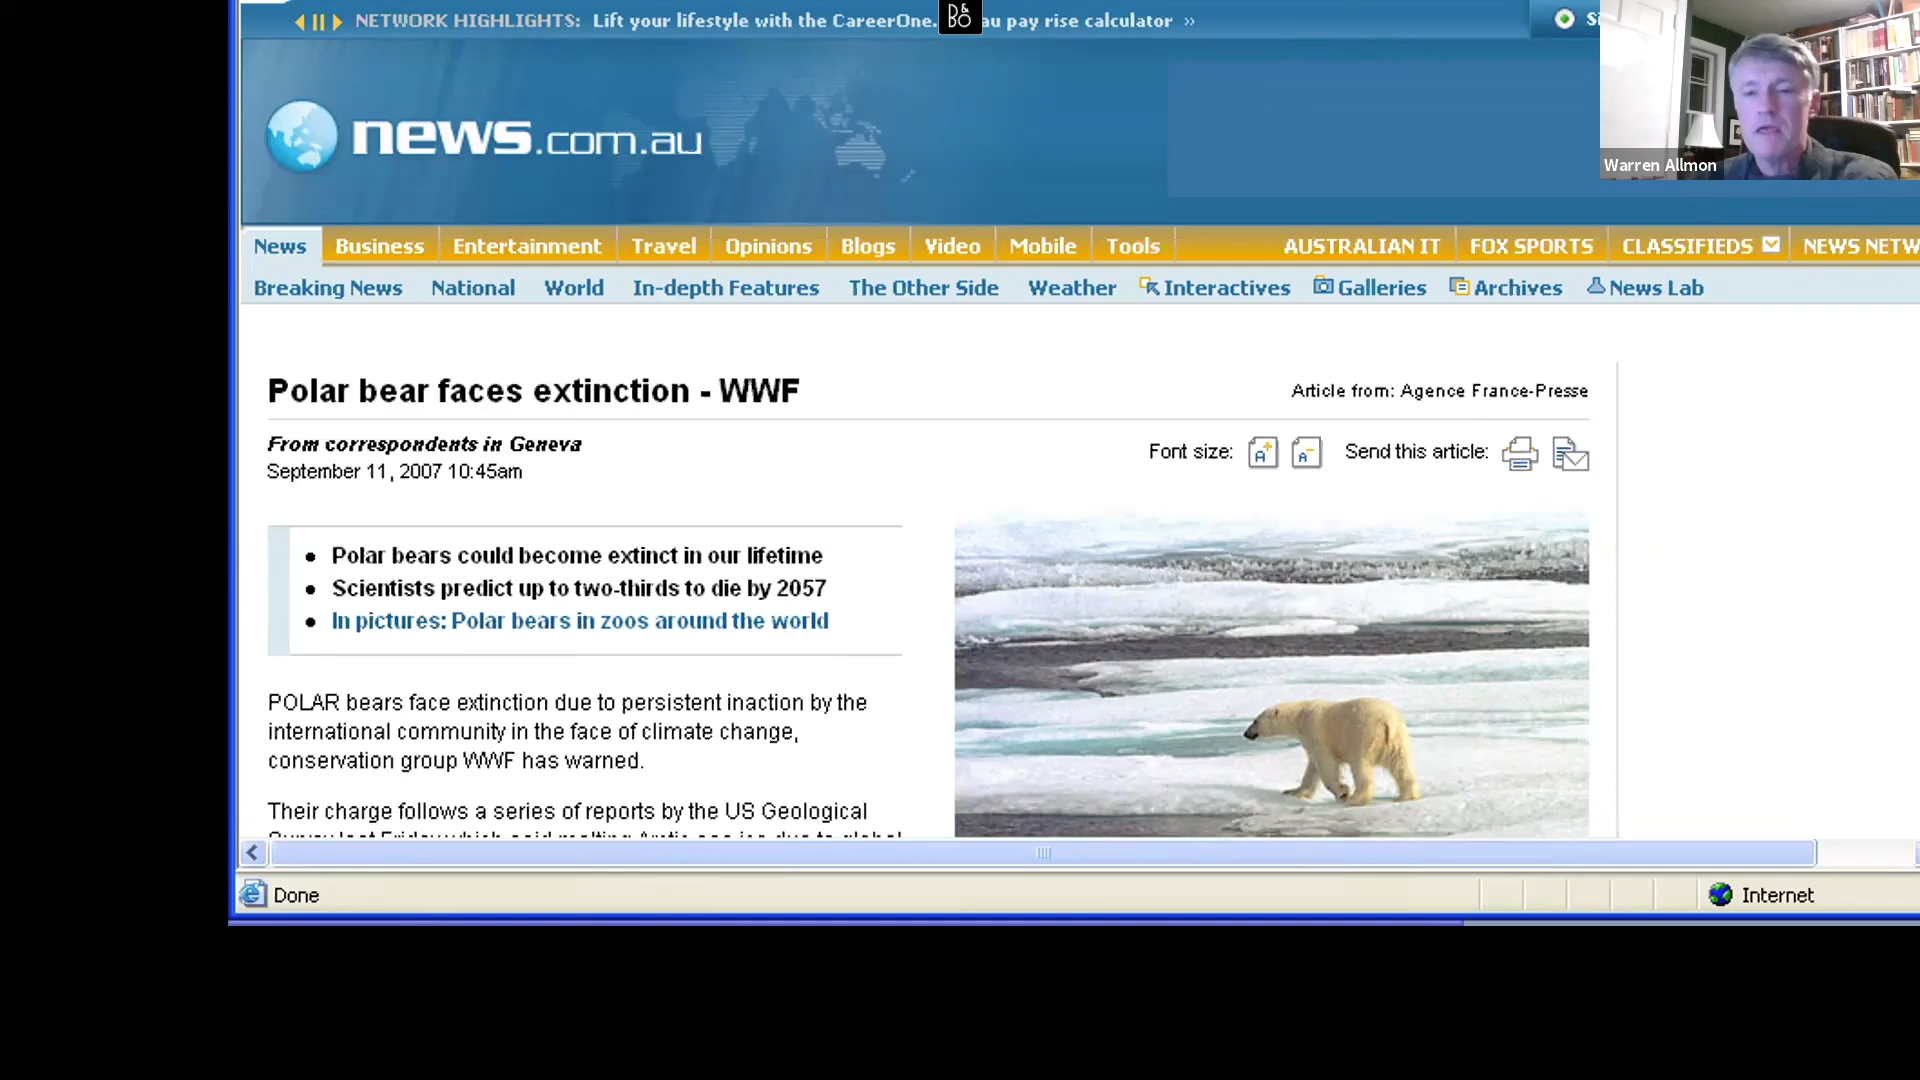 NETWORK HIGHLIGHTS: Lift your lifestyle with the CareerOne. au pay rise calculator »
B&O
Warren Allmon
news.com.au
News Business Entertainment Travel Opinions Blogs Video Mobile Tools AUSTRALIAN IT FOX SPORTS CLASSIFIEDS NEWS
Breaking News National World In-depth Features The Other Side Weather Interactives Galleries Archives News Lab
Polar bear faces extinction - WWF
Article from: Agence France-Presse
From correspondents in Geneva
September 11, 2007 10:45am
Font size: A+ A- Send this article:
• Polar bears could become extinct in our lifetime
• Scientists predict up to two-thirds to die by 2057
• In pictures: Polar bears in zoos around the world
POLAR bears face extinction due to persistent inaction by the
international community in the face of climate change,
conservation group WWF has warned.
Their charge follows a series of reports by the US Geological
Done
Internet